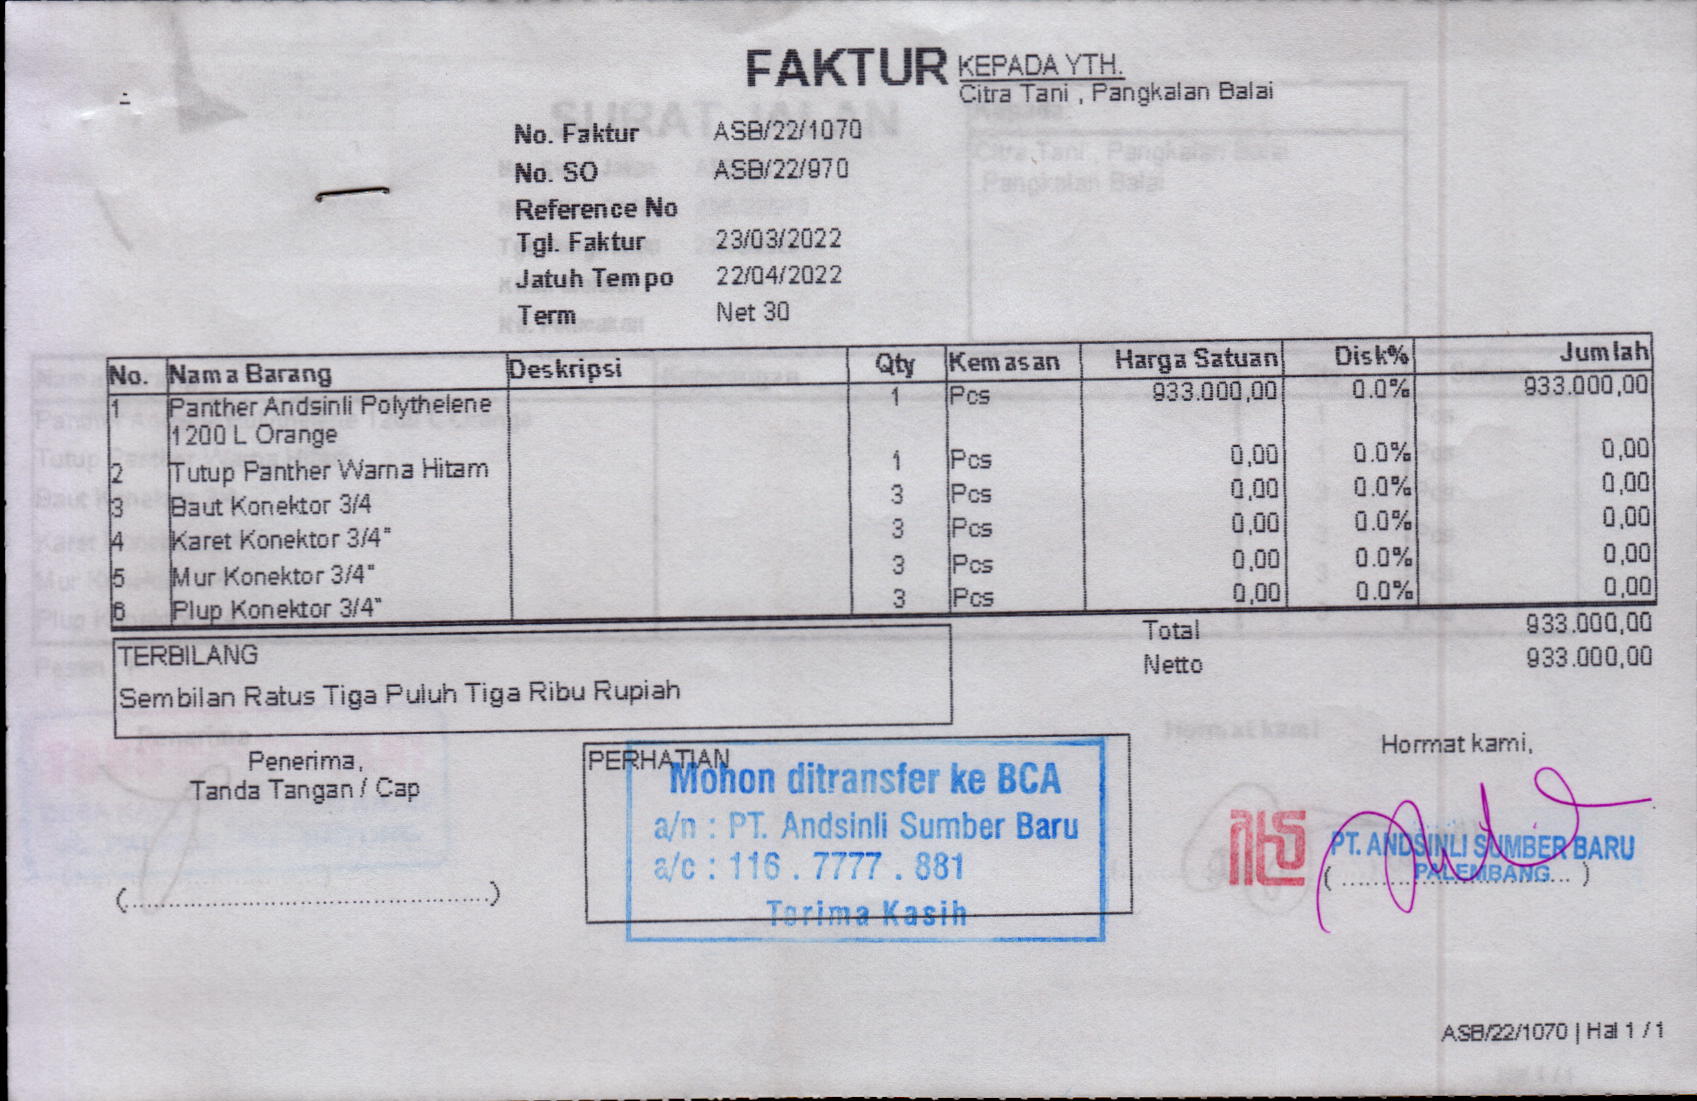 FAKTUR
KEPADA YTH.
Citra Tani , Pangkalan Balai
No. Faktur ASB/22/1070
No. SO ASB/22/970
Reference No
Tgl. Faktur 23/03/2022
Jatuh Tempo 22/04/2022
Term Net 30
No. Nama Barang Deskripsi Qty Kemasan Harga Satuan Disk% Jumlah
1 Panther Andsinli Polythelene 1 Pcs 933.000,00 0.0% 933.000,00
1200 L Orange
2 Tutup Panther Warna Hitam 1 Pcs 0,00 0.0% 0,00
3 Baut Konektor 3/4 3 Pcs 0,00 0.0% 0,00
4 Karet Konektor 3/4" 3 Pcs 0,00 0.0% 0,00
5 Mur Konektor 3/4" 3 Pcs 0,00 0.0% 0,00
6 Plup Konektor 3/4" 3 Pcs 0,00 0.0% 0,00
Total 933.000,00
Netto 933.000,00
TERBILANG
Sembilan Ratus Tiga Puluh Tiga Ribu Rupiah
Penerima,
Tanda Tangan / Cap
(................................................)
PERHATIAN
Mohon ditransfer ke BCA
a/n : PT. Andsinli Sumber Baru
a/c : 116 . 7777 . 881
Terima Kasih
Hormat kami,
PT. ANDSINLI SUMBER BARU
PALEMBANG
ASB/22/1070 | Hal 1 / 1